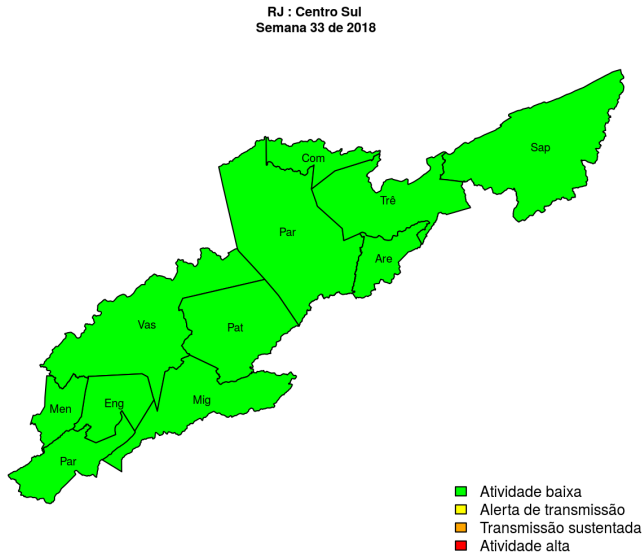 RJ : Centro Sul
Semana 33 de 2018
Sap
Com
Trê
Par
Are
Vas
Pat
Men
Eng
Mig
Par
Atividade baixa
Alerta de transmissão
Transmissão sustentada
Atividade alta